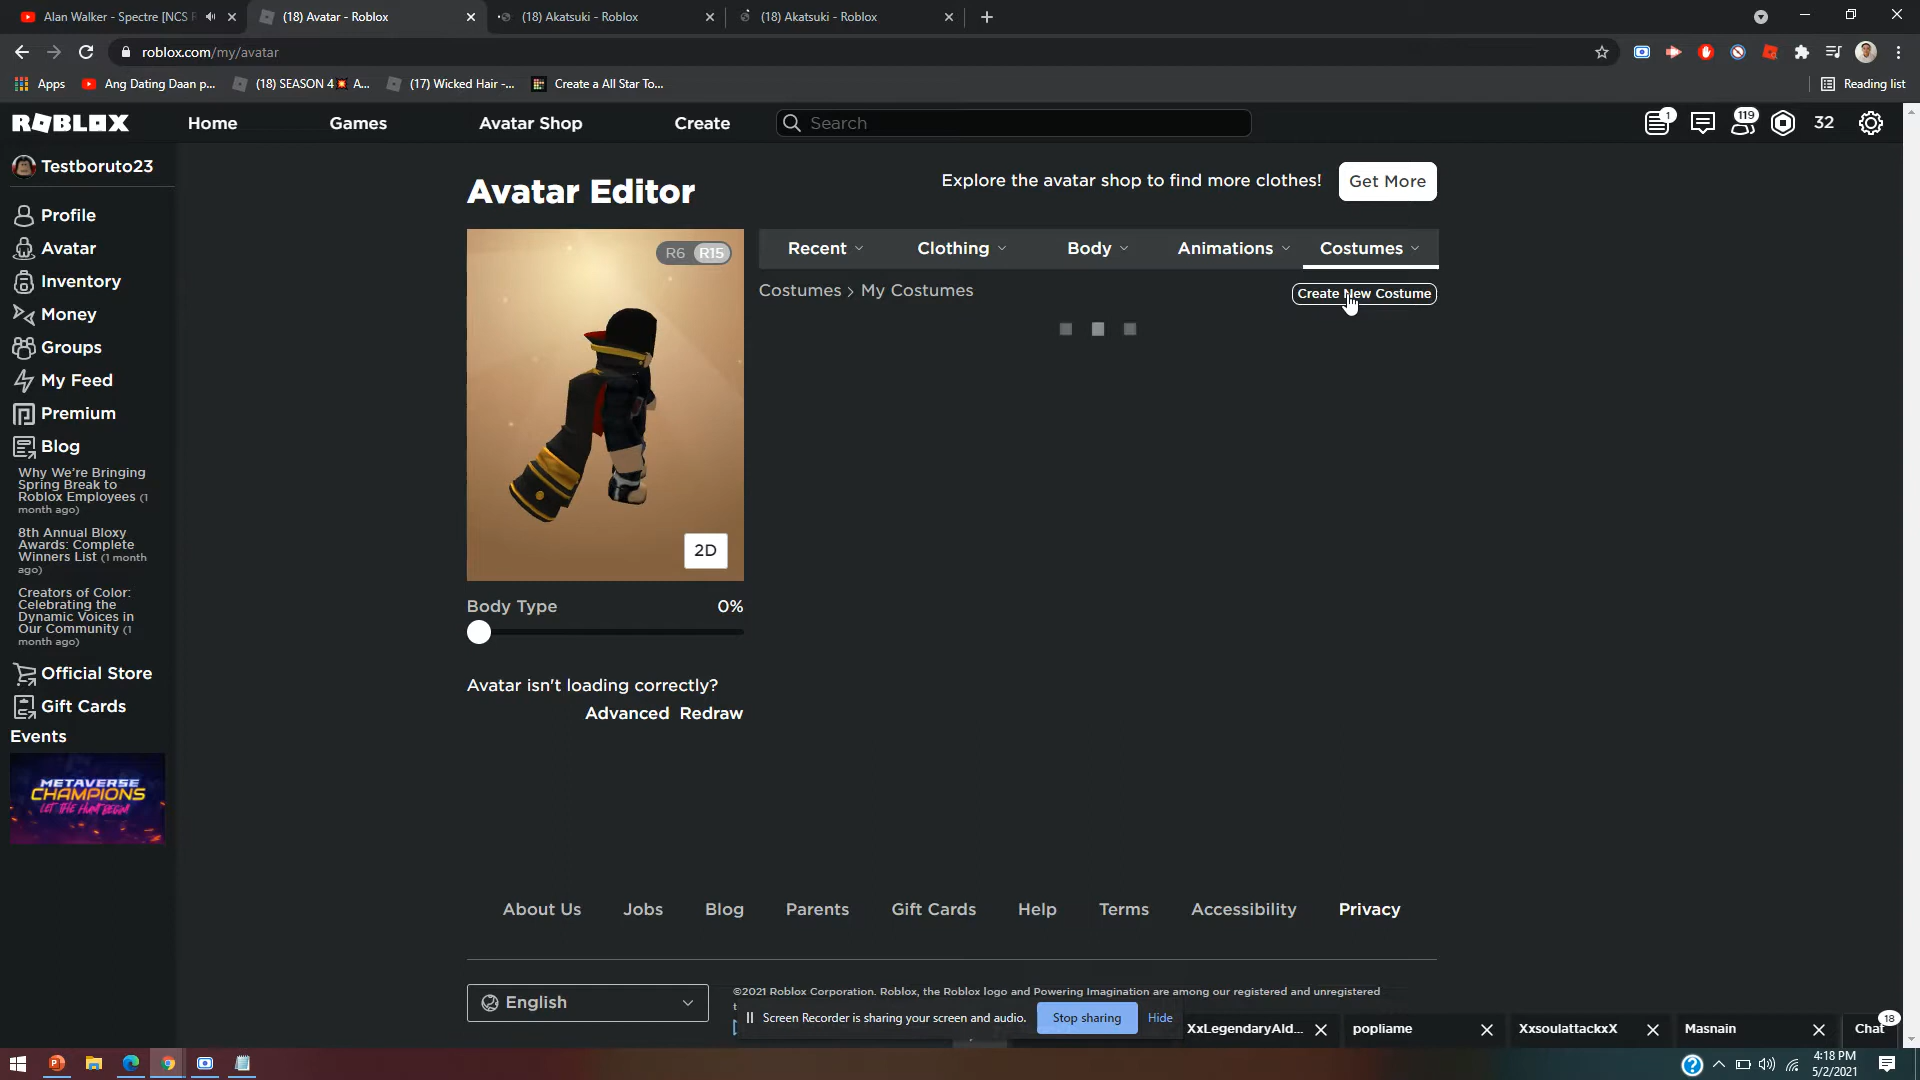 Alan Walker - Spectre [NCS R
(18) Avatar - Roblox
(18) Akatsuki - Roblox
(18) Akatsuki - Roblox
roblox.com/my/avatar
Apps
Ang Dating Daan p...
(18) SEASON 4💥 A...
(17) Wicked Hair -...
Create a All Star To...
Reading list
ROBLOX
Home
Games
Avatar Shop
Create
Search
1
119
32
Testboruto23
Profile
Avatar
Inventory
Money
Groups
My Feed
Premium
Blog
Why We're Bringing
Spring Break to
Roblox Employees (1
month ago)
8th Annual Bloxy
Awards: Complete
Winners List (1 month
ago)
Creators of Color:
Celebrating the
Dynamic Voices in
Our Community (1
month ago)
Official Store
Gift Cards
Events
METAVERSE
CHAMPIONS
LET THE HUNT BEGIN!
Avatar Editor
Explore the avatar shop to find more clothes!
Get More
R6 R15
2D
Recent
Clothing
Body
Animations
Costumes
Costumes > My Costumes
Create New Costume
Body Type 0%
Avatar isn't loading correctly?
Advanced Redraw
About Us
Jobs
Blog
Parents
Gift Cards
Help
Terms
Accessibility
Privacy
English
©2021 Roblox Corporation. Roblox, the Roblox logo and Powering Imagination are among our registered and unregistered
t
Screen Recorder is sharing your screen and audio.
Stop sharing
Hide
XxLegendaryAld...
popliame
XxsoulattackxX
Masnain
Chat
18
4:18 PM
5/2/2021